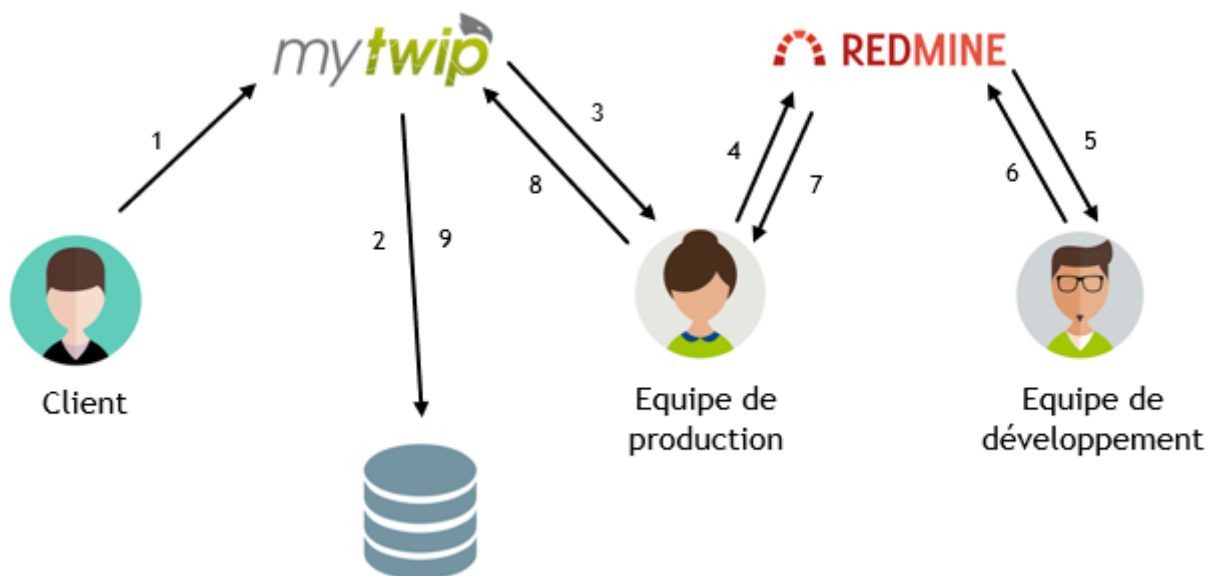 mytwip
REDMINE
1
3
4
5
8
7
6
2
9
Client
Equipe de
production
Equipe de
développement